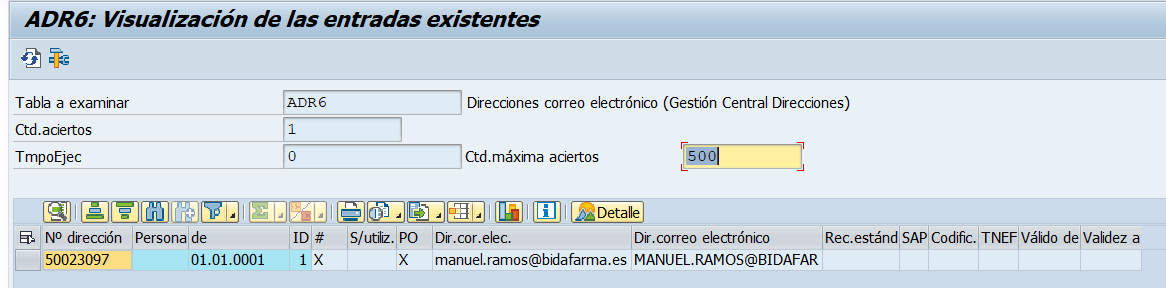 ADR6: Visualización de las entradas existentes
Tabla a examinar ADR6 Direcciones correo electrónico (Gestión Central Direcciones)
Ctd.aciertos 1
TmpoEjec 0 Ctd.máxima aciertos 500
Detalle
Nº dirección Persona de ID # S/utiliz. PO Dir.cor.elec. Dir.correo electrónico Rec.estánd SAP Codific. TNEF Válido de Validez a
50023097 01.01.0001 1 X X manuel.ramos@bidafarma.es MANUEL.RAMOS@BIDAFAR